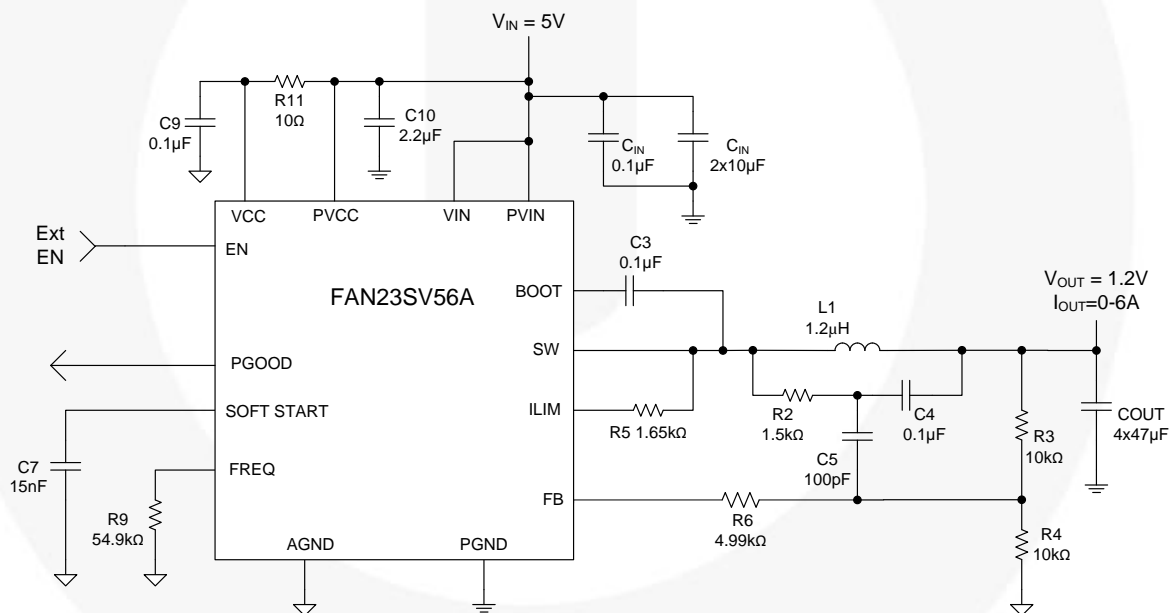 V_IN = 5V
R11
10Ω
C9
0.1µF
C10
2.2µF
C_IN
0.1µF
C_IN
2x10µF
VCC
PVCC
VIN
PVIN
Ext
EN
EN
FAN23SV56A
C3
0.1µF
BOOT
V_OUT = 1.2V
I_OUT=0-6A
L1
1.2µH
SW
PGOOD
SOFT START
ILIM
R5 1.65kΩ
R2
1.5kΩ
C4
0.1µF
COUT
4x47µF
R3
10kΩ
C5
100pF
C7
15nF
FREQ
FB
R9
54.9kΩ
R6
4.99kΩ
R4
10kΩ
AGND
PGND